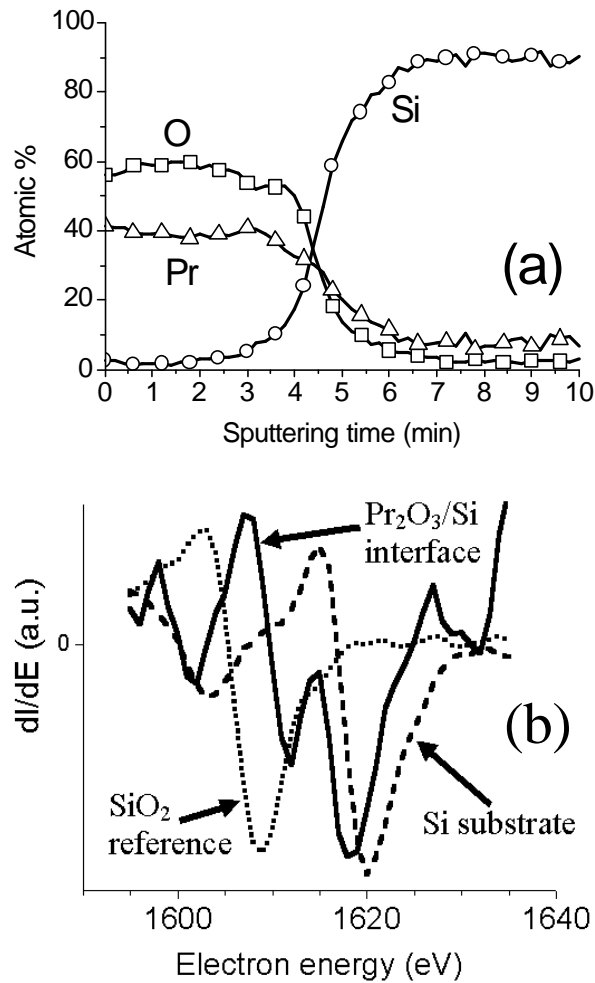 100
80
60
40
20
0
Atomic %
O
Pr
Si
(a)
0 1 2 3 4 5 6 7 8 9 10
Sputtering time (min)
Pr₂O₃/Si
interface
0
dI/dE (a.u.)
(b)
SiO₂
reference
Si substrate
1600 1620 1640
Electron energy (eV)